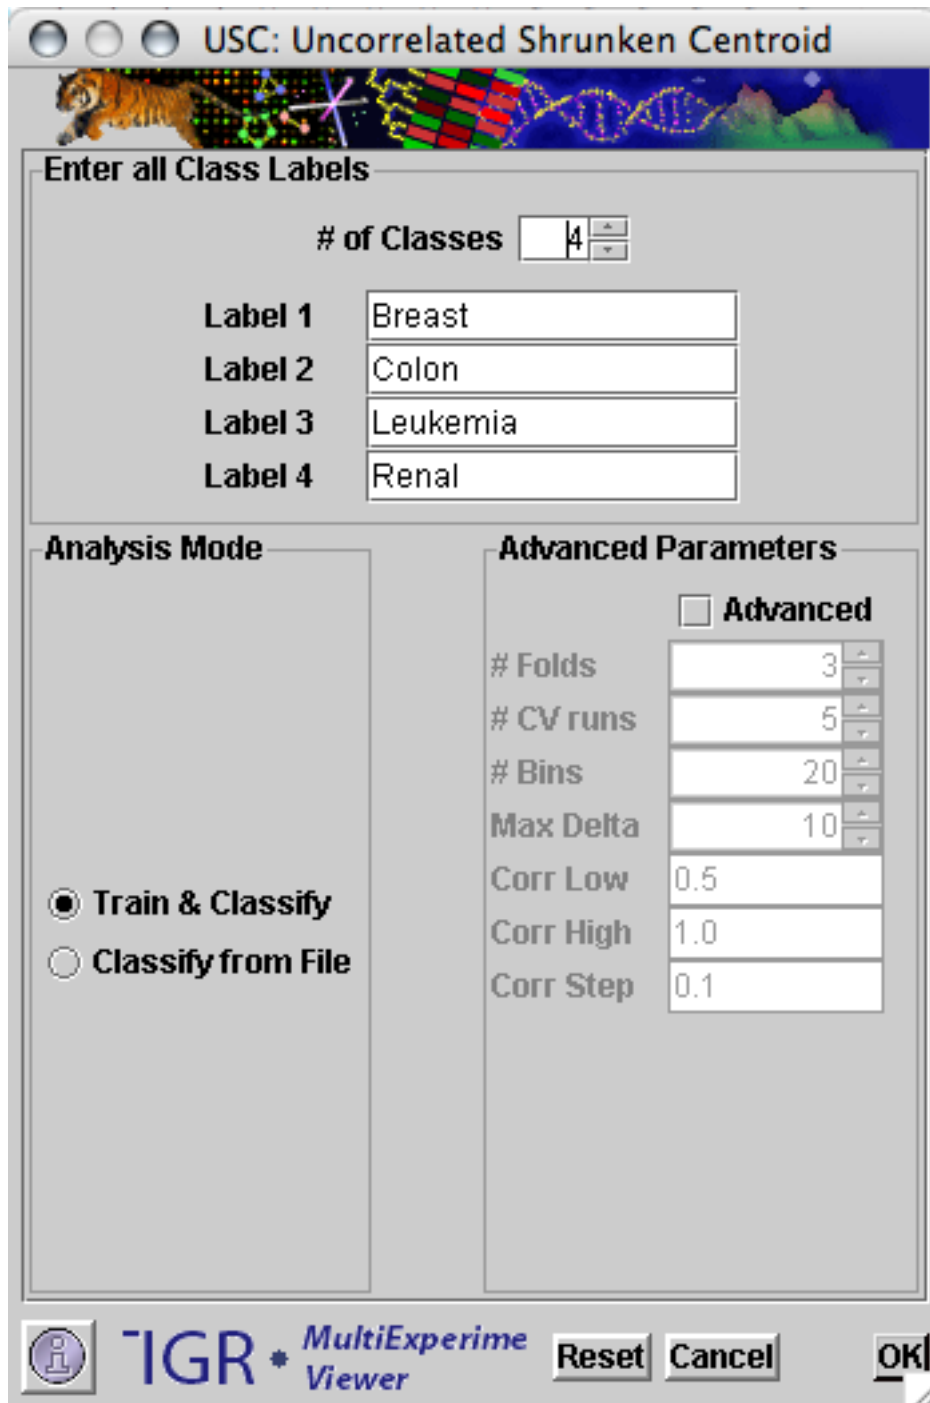 USC: Uncorrelated Shrunken Centroid
Enter all Class Labels
# of Classes 4
Label 1 Breast
Label 2 Colon
Label 3 Leukemia
Label 4 Renal
Analysis Mode
Train & Classify
Classify from File
Advanced Parameters
Advanced
# Folds 3
# CV runs 5
# Bins 20
Max Delta 10
Corr Low 0.5
Corr High 1.0
Corr Step 0.1
TIGR MultiExperime
Viewer
Reset Cancel OK